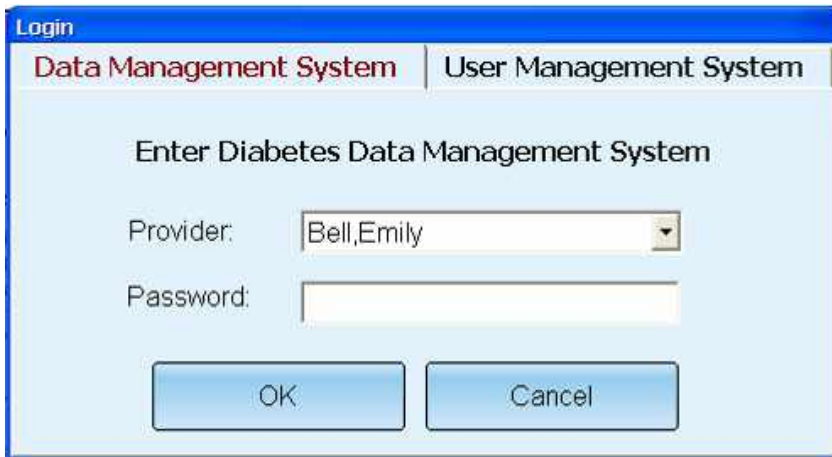 Login
Data Management System User Management System
Enter Diabetes Data Management System
Provider: Bell,Emily
Password:
OK Cancel